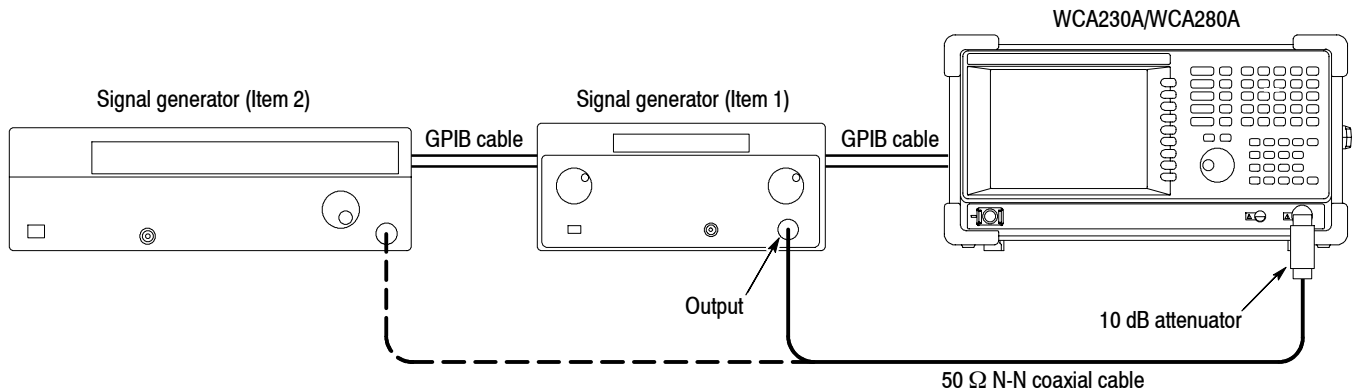 WCA230A/WCA280A
Signal generator (Item 2)
Signal generator (Item 1)
GPIB cable
GPIB cable
Output
10 dB attenuator
50 Ω N-N coaxial cable